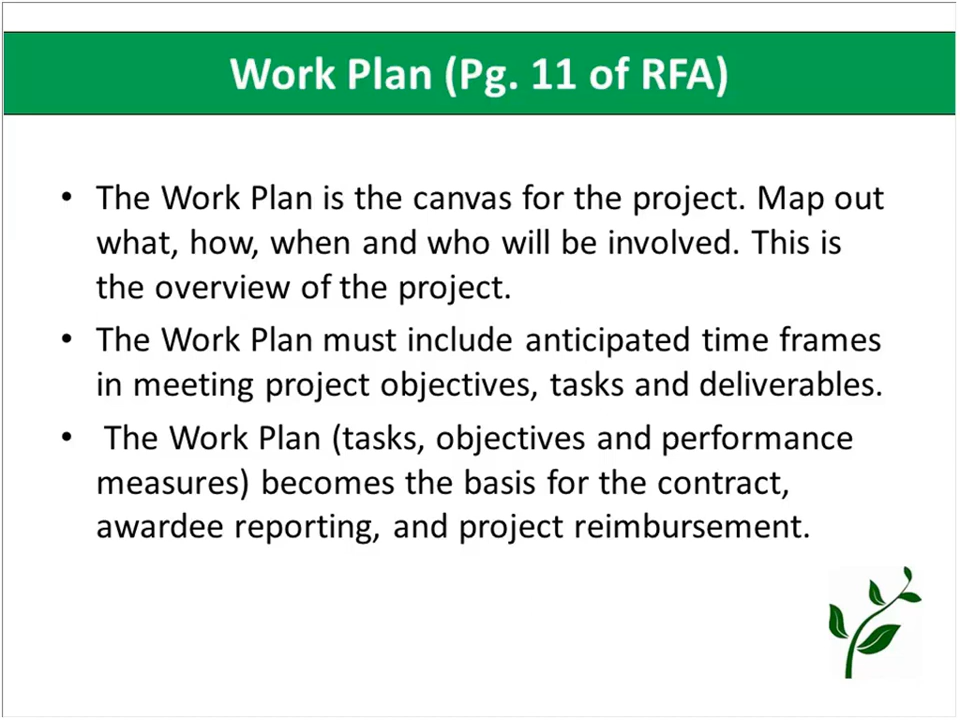 Work Plan (Pg. 11 of RFA)
• The Work Plan is the canvas for the project. Map out
what, how, when and who will be involved. This is
the overview of the project.
• The Work Plan must include anticipated time frames
in meeting project objectives, tasks and deliverables.
• The Work Plan (tasks, objectives and performance
measures) becomes the basis for the contract,
awardee reporting, and project reimbursement.